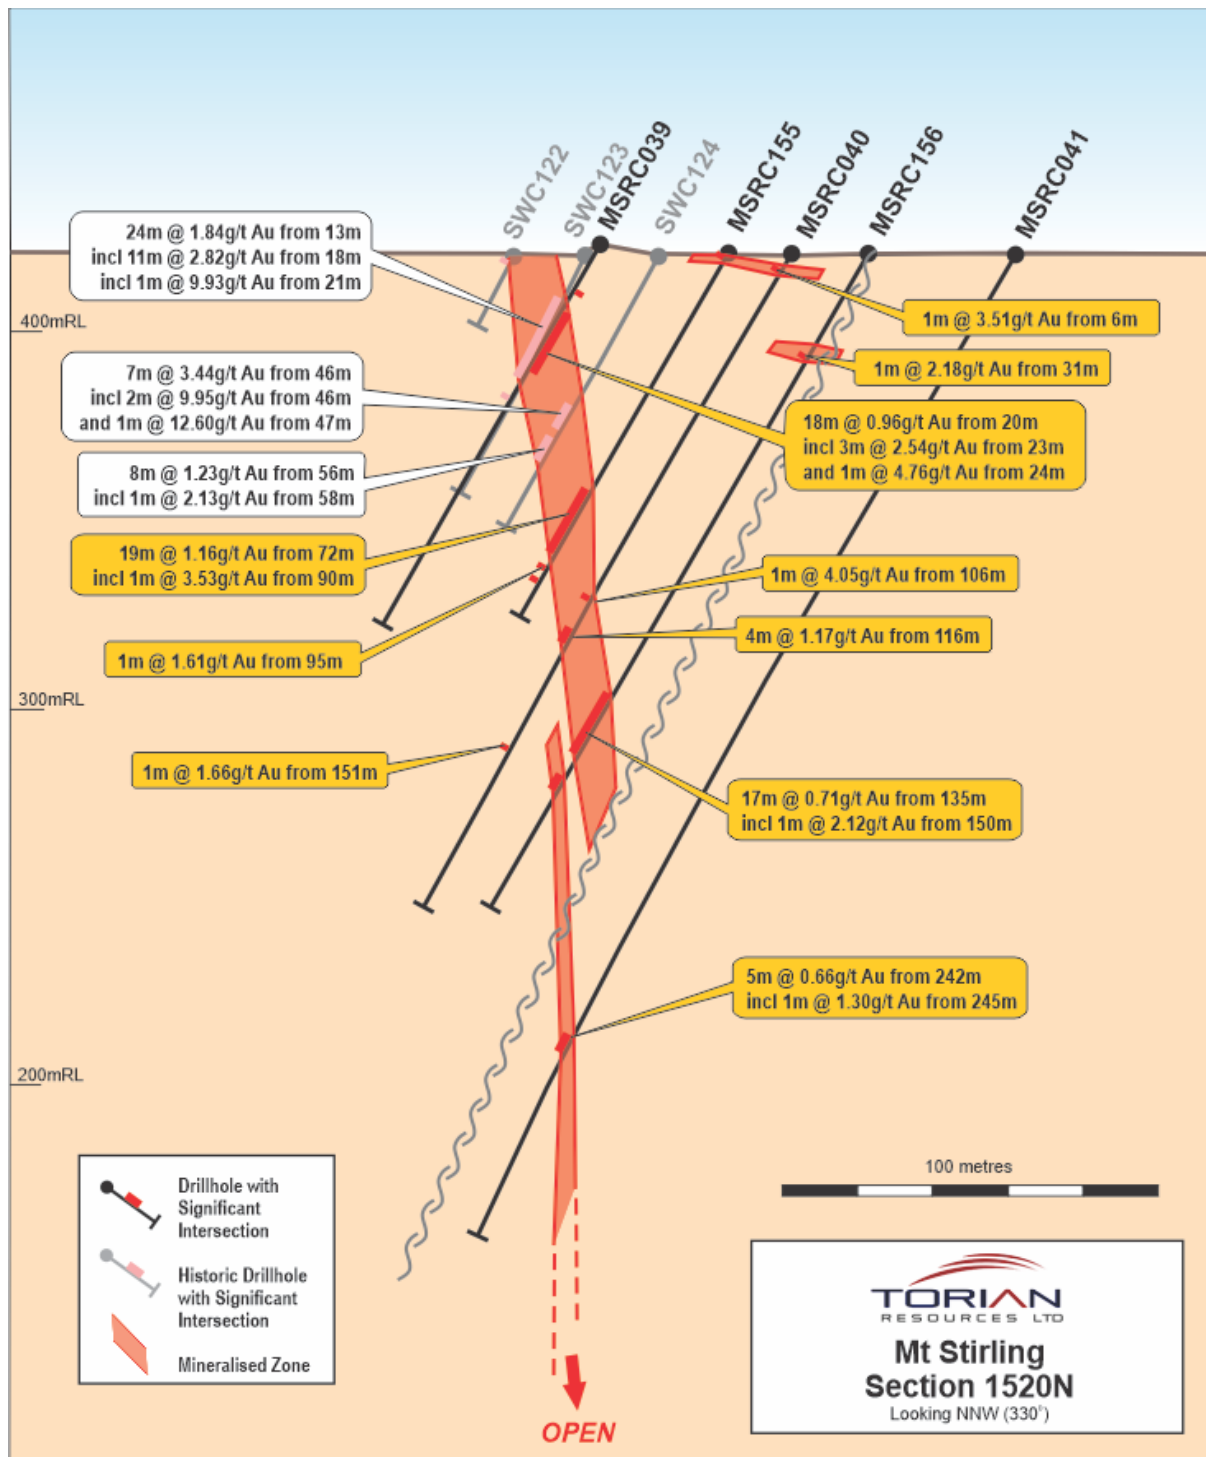 SWC122
SWC123
MSRC039
SWC124
MSRC155
MSRC040
MSRC156
MSRC041
24m @ 1.84g/t Au from 13m
incl 11m @ 2.82g/t Au from 18m
incl 1m @ 9.93g/t Au from 21m
1m @ 3.51g/t Au from 6m
400mRL
1m @ 2.18g/t Au from 31m
7m @ 3.44g/t Au from 46m
incl 2m @ 9.95g/t Au from 46m
and 1m @ 12.60g/t Au from 47m
18m @ 0.96g/t Au from 20m
incl 3m @ 2.54g/t Au from 23m
and 1m @ 4.76g/t Au from 24m
8m @ 1.23g/t Au from 56m
incl 1m @ 2.13g/t Au from 58m
19m @ 1.16g/t Au from 72m
incl 1m @ 3.53g/t Au from 90m
1m @ 4.05g/t Au from 106m
4m @ 1.17g/t Au from 116m
1m @ 1.61g/t Au from 95m
300mRL
1m @ 1.66g/t Au from 151m
17m @ 0.71g/t Au from 135m
incl 1m @ 2.12g/t Au from 150m
5m @ 0.66g/t Au from 242m
incl 1m @ 1.30g/t Au from 245m
200mRL
100 metres
Drillhole with
Significant
Intersection
Historic Drillhole
with Significant
Intersection
Mineralised Zone
OPEN
TORIAN
RESOURCES LTD
Mt Stirling
Section 1520N
Looking NNW (330°)